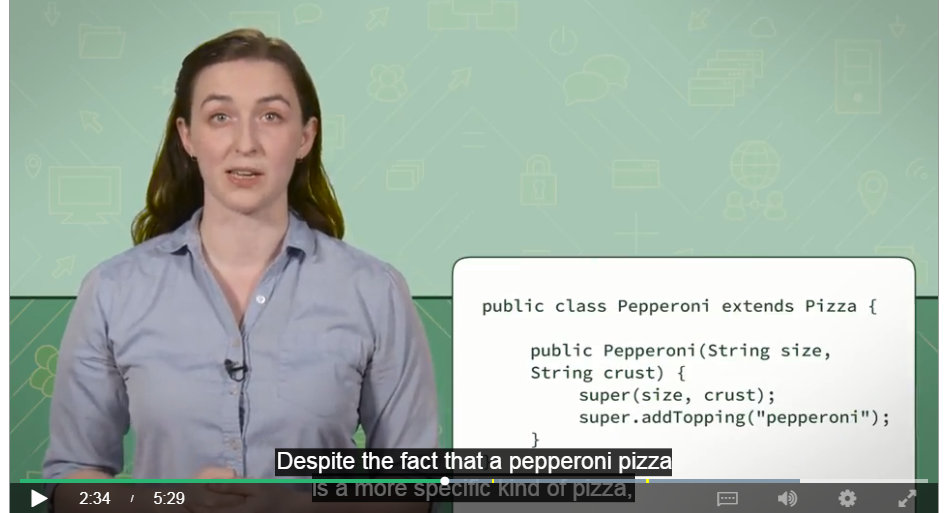 public class Pepperoni extends Pizza {
public Pepperoni(String size,
String crust) {
super(size, crust);
super.addTopping("pepperoni");
}
Despite the fact that a pepperoni pizza
is a more specific kind of pizza,
2:34 / 5:29